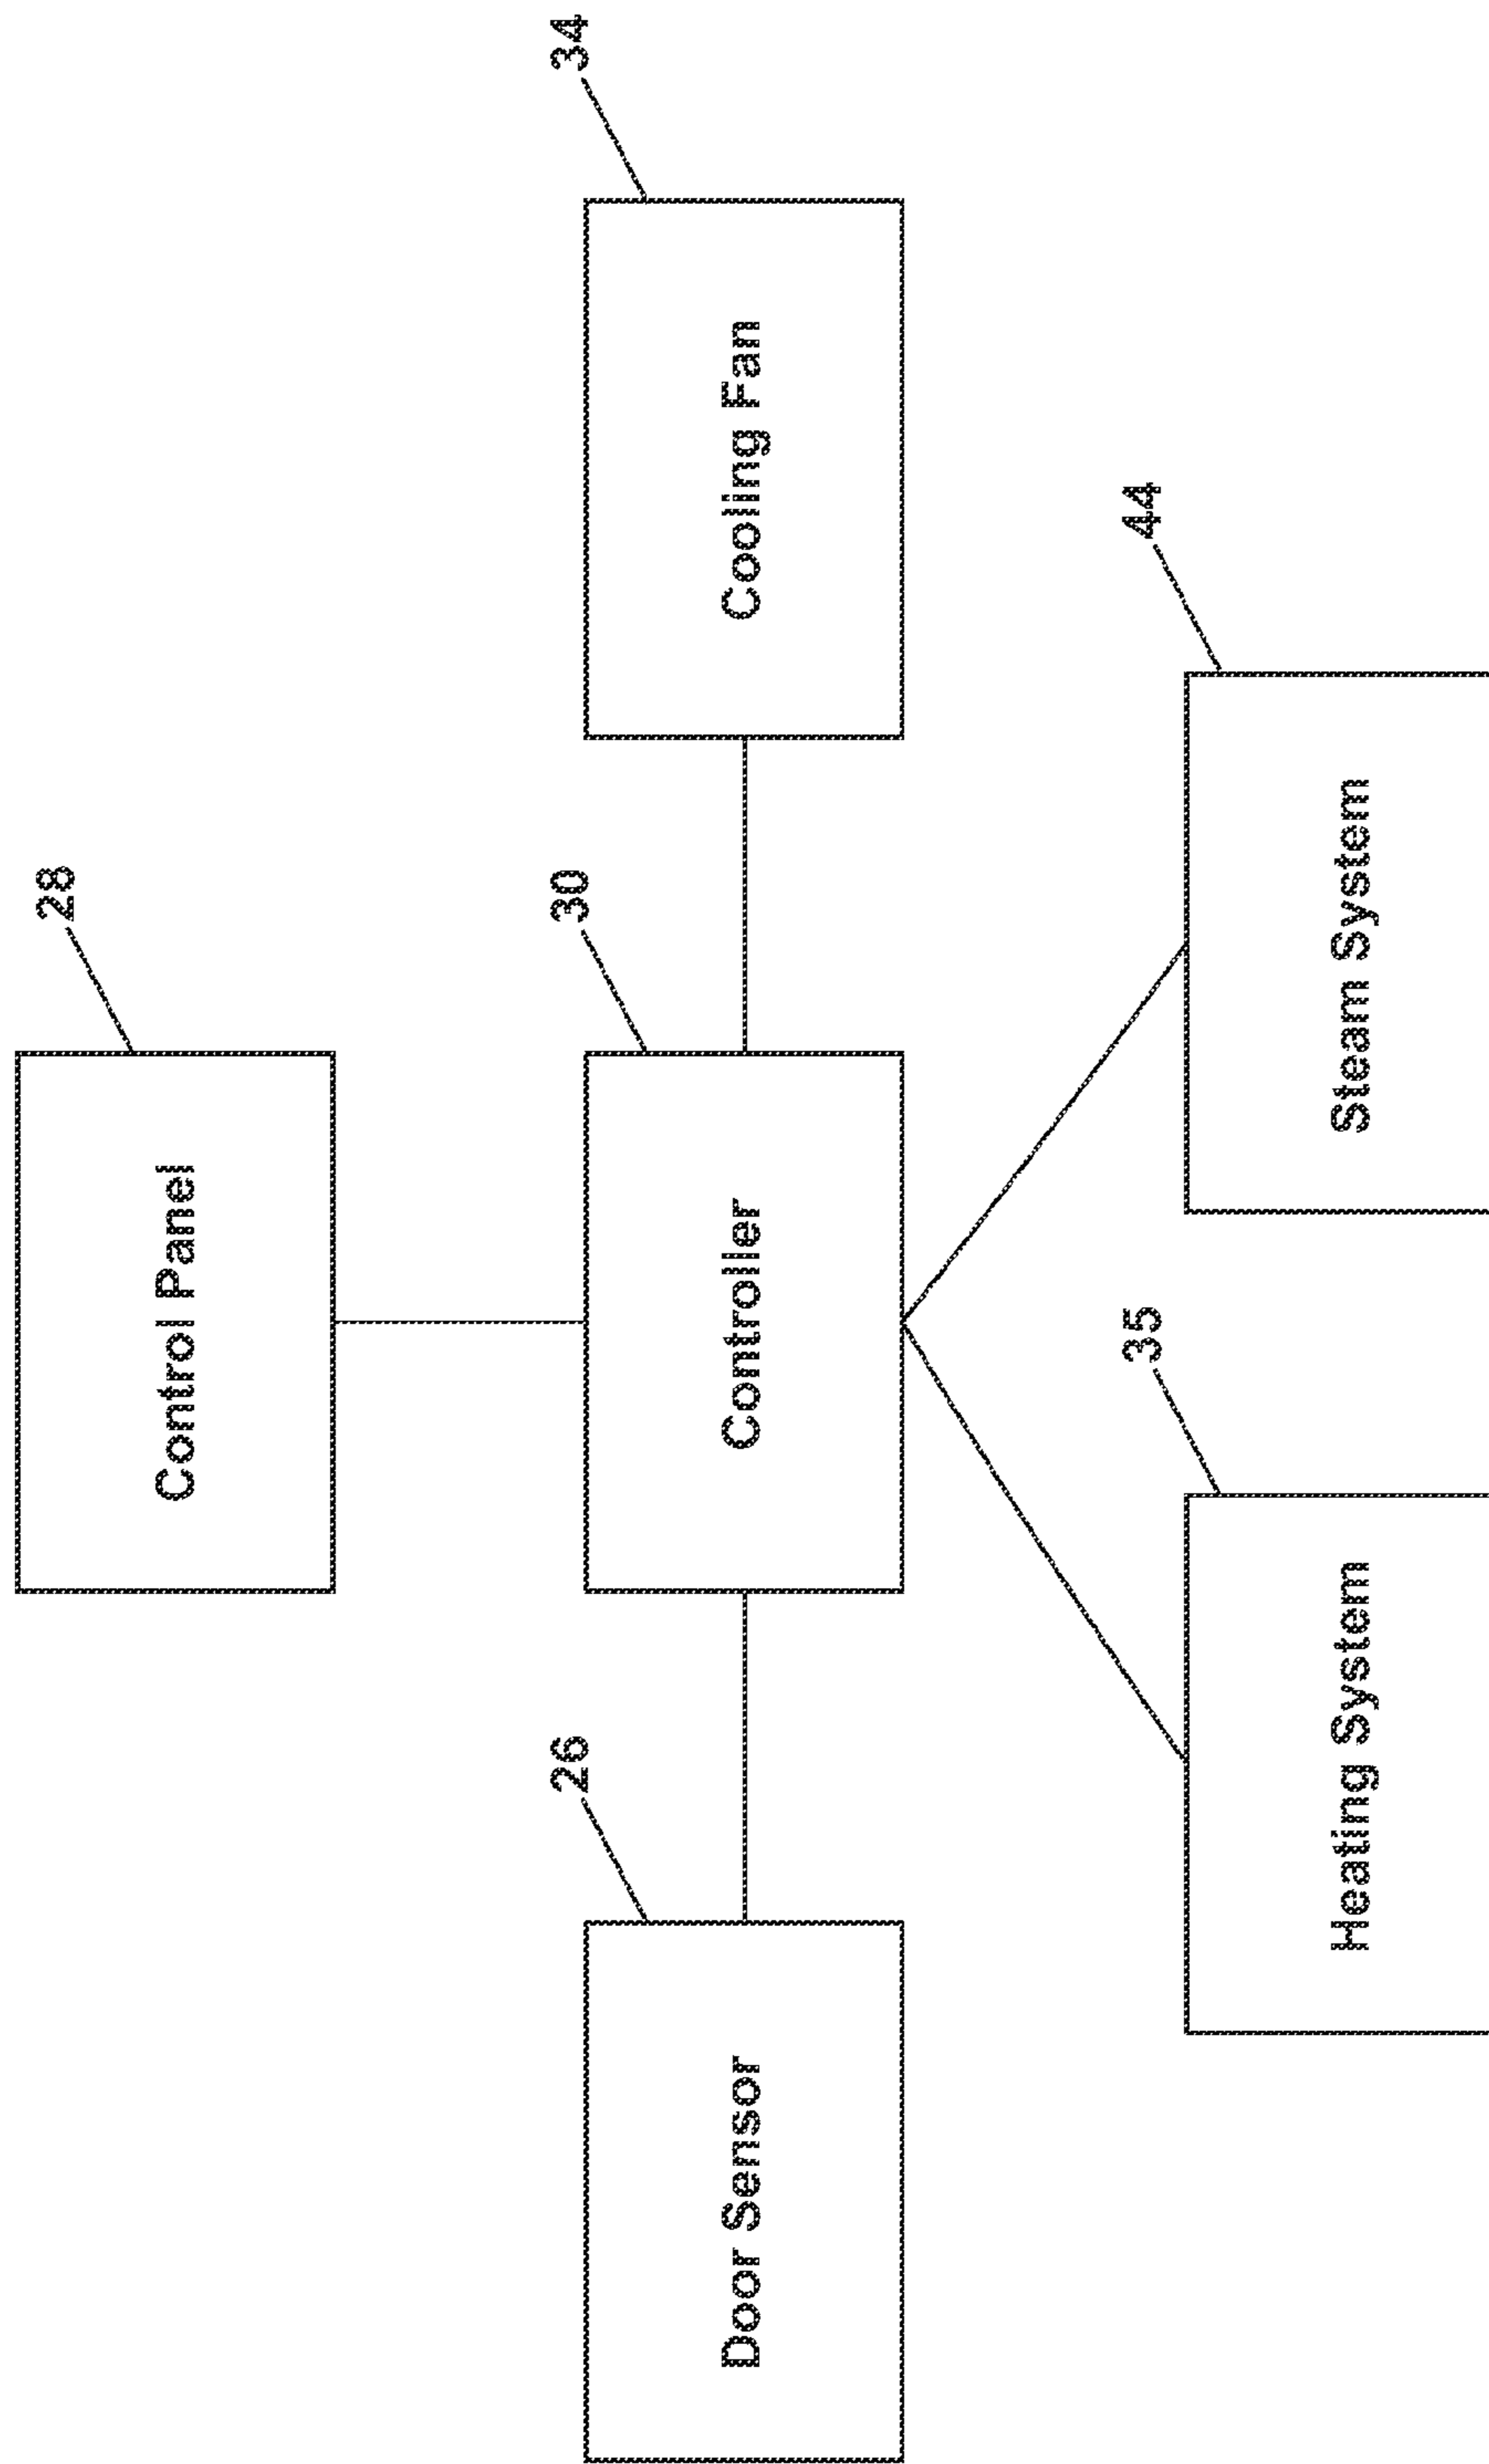 28
Control Panel
26
30
34
Door Sensor
Controller
Cooling Fan
35
44
Heating System
Steam System